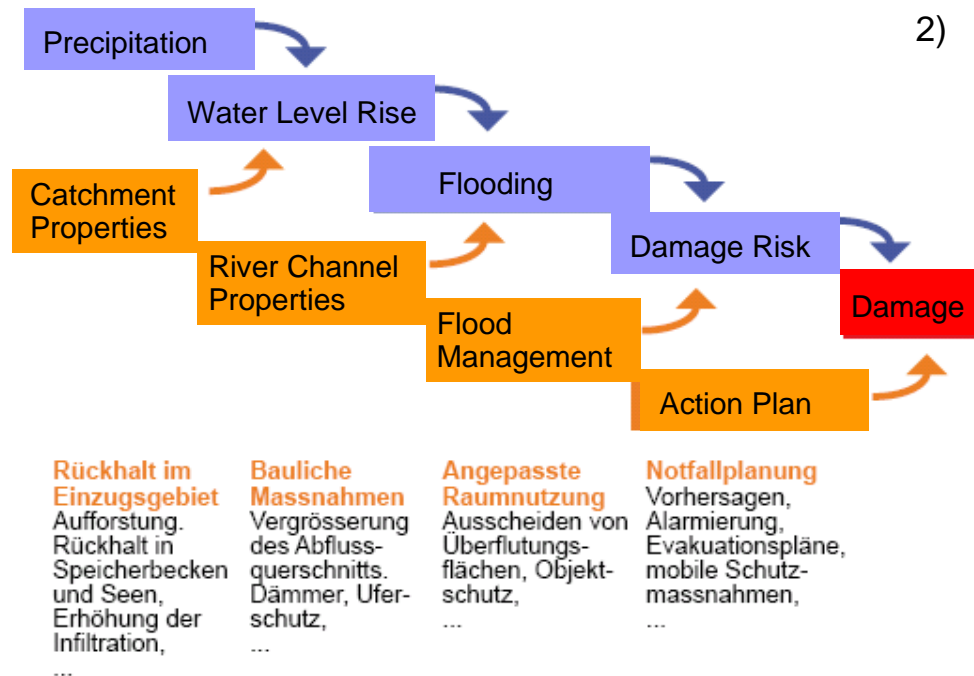 2)
Precipitation
Water Level Rise
Flooding
Damage Risk
Damage
Catchment
Properties
River Channel
Properties
Flood
Management
Action Plan
Rückhalt im
Einzugsgebiet
Aufforstung.
Rückhalt in
Speicherbecken
und Seen,
Erhöhung der
Infiltration,
...
Bauliche
Massnahmen
Vergrösserung
des Abfluss-
querschnitts.
Dämmer, Ufer-
schutz,
...
Angepasste
Raumnutzung
Ausscheiden von
Überflutungs-
flächen, Objekt-
schutz,
...
Notfallplanung
Vorhersagen,
Alarmierung,
Evakuationspläne,
mobile Schutz-
massnahmen,
...